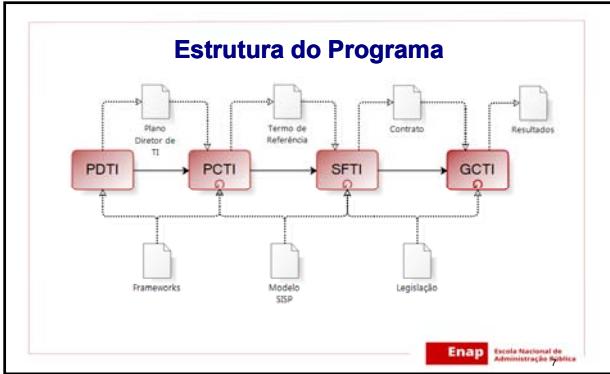 Estrutura do Programa
Plano
Diretor de
TI
Termo de
Referência
Contrato
Resultados
PDTI
PCTI
SFTI
GCTI
Frameworks
Modelo
SISP
Legislação
Enap
Escola Nacional de
Administração Pública
7